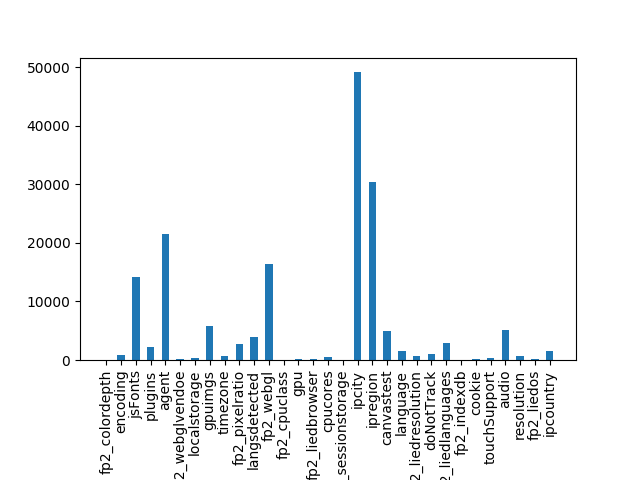 50000
40000
30000
20000
10000
0
fp2_colordepth
encoding
jsFonts
plugins
agent
2_webglvendoe
localstorage
gpuimgs
timezone
fp2_pixelratio
langsdetected
fp2_webgl
fp2_cpuclass
gpu
fp2_liedbrowser
cpucores
_sessionstorage
ipcity
ipregion
canvastest
language
2_liedresolution
doNotTrack
_liedlanguages
fp2_indexdb
cookie
touchSupport
audio
resolution
fp2_liedos
ipcountry